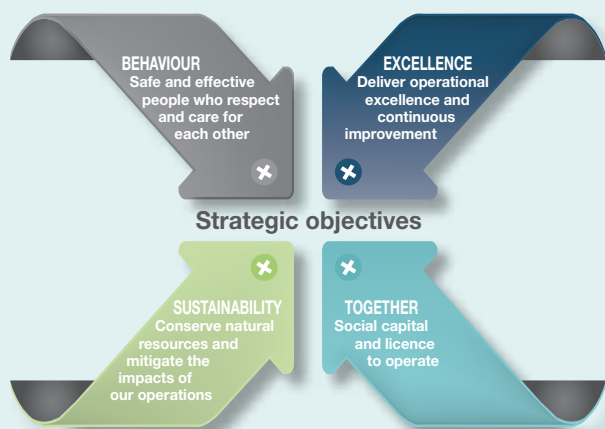 BEHAVIOUR
Safe and effective
people who respect
and care for
each other
EXCELLENCE
Deliver operational
excellence and
continuous
improvement
Strategic objectives
SUSTAINABILITY
Conserve natural
resources and
mitigate the
impacts of
our operations
TOGETHER
Social capital
and licence
to operate